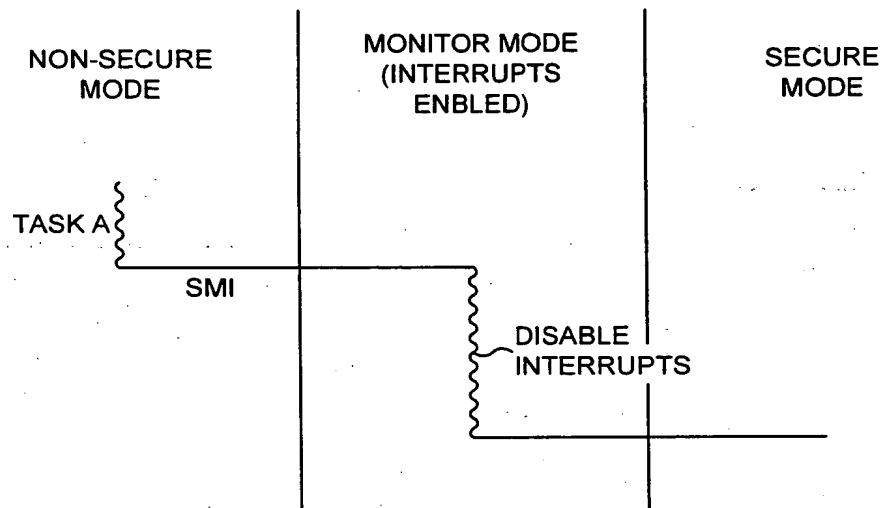 NON-SECURE
MODE
MONITOR MODE
(INTERRUPTS
ENBLED)
SECURE
MODE
TASK A
SMI
DISABLE
INTERRUPTS